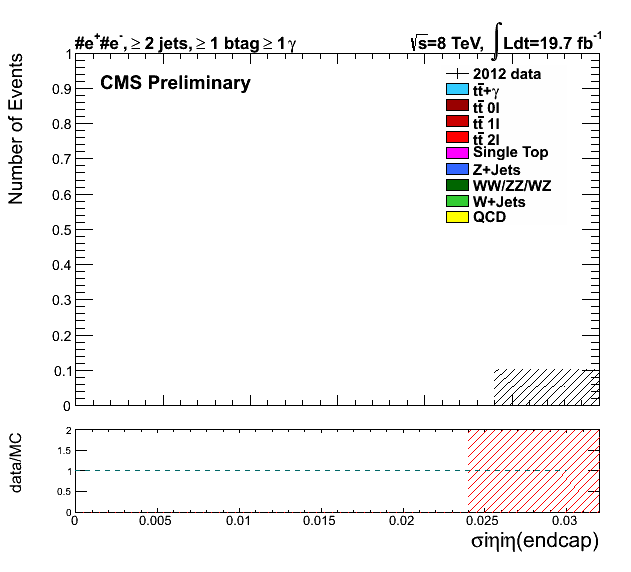 #e+#e-, ≥ 2 jets, ≥ 1 btag ≥ 1 γ
√s=8 TeV, ∫Ldt=19.7 fb-1
CMS Preliminary
Number of Events
1
0.9
0.8
0.7
0.6
0.5
0.4
0.3
0.2
0.1
0
2012 data
tt̄+γ
tt̄ 0l
tt̄ 1l
tt̄ 2l
Single Top
Z+Jets
WW/ZZ/WZ
W+Jets
QCD
data/MC
2
1.5
1
0.5
0
0 0.005 0.01 0.015 0.02 0.025 0.03
σiηiη(endcap)